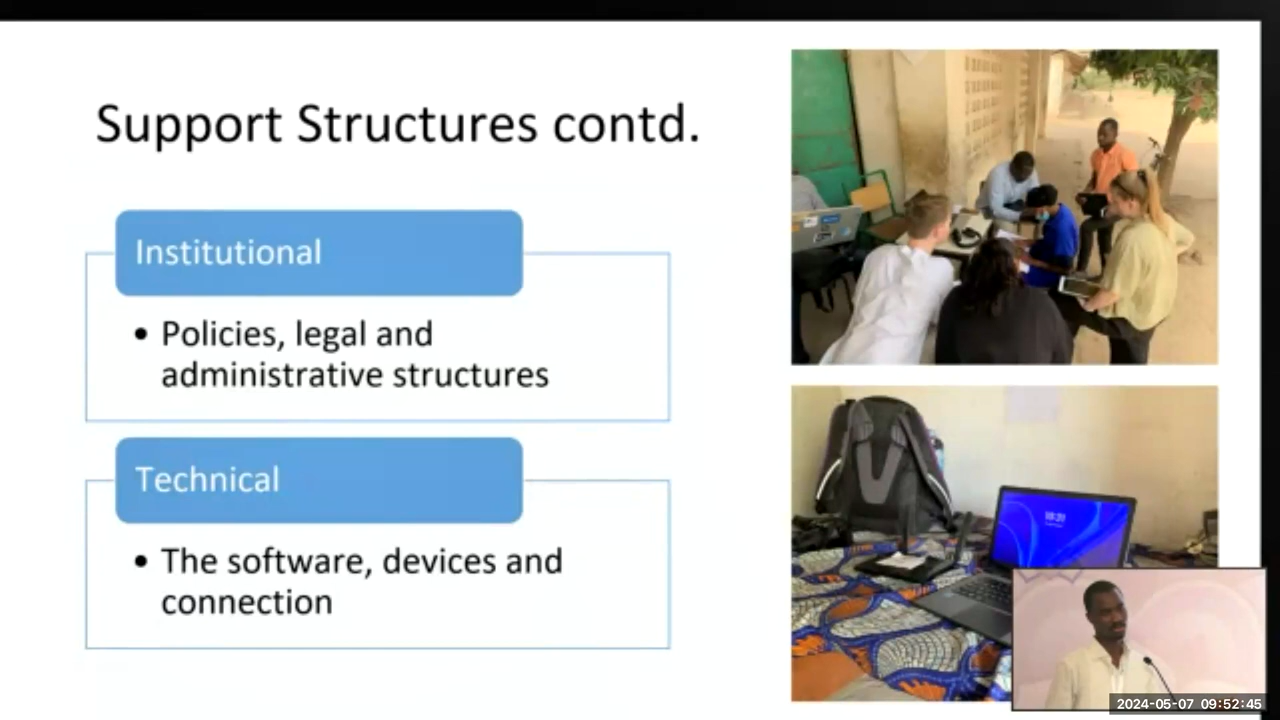 Support Structures contd.
Institutional
• Policies, legal and
administrative structures
Technical
• The software, devices and
connection
2024-05-07 09:52:45